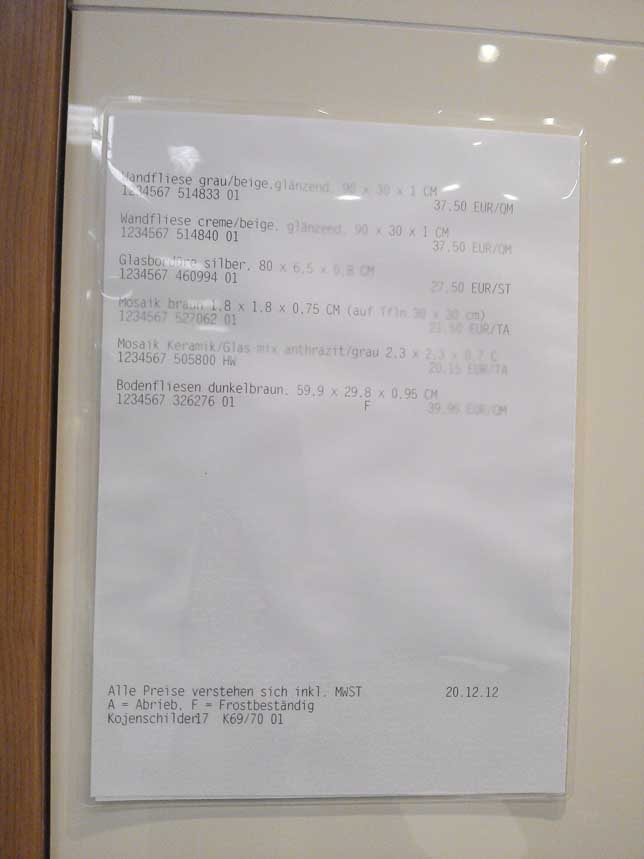 Wandfliese grau/beige.glänzend. 90 x 30 x 1 CM
1234567 514833 01
37.50 EUR/QM
Wandfliese creme/beige. glänzend. 90 x 30 x 1 CM
1234567 514840 01
37.50 EUR/QM
Glasbordüre silber. 80 x 6,5 x 0,8 CM
1234567 460994 01
27.50 EUR/ST
Mosaik braun 1.8 x 1.8 x 0.75 CM (auf Tfln 30 x 30 cm)
1234567 527062 01
21.50 EUR/TA
Mosaik Keramik/Glas mix anthrazit/grau 2,3 x 2,3 x 0.7 C
1234567 505800 HW
20.15 EUR/TA
Bodenfliesen dunkelbraun. 59,9 x 29,8 x 0,95 CM
1234567 326276 01 F 39.95 EUR/QM
Alle Preise verstehen sich inkl. MWST 20.12.12
A = Abrieb. F = Frostbeständig
Kojenschilder17 K69/70 01